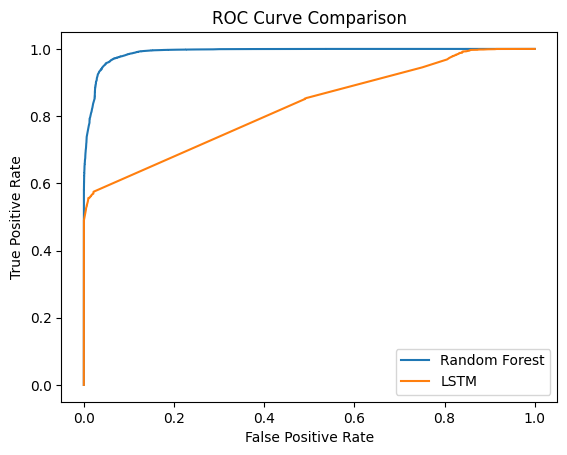 ROC Curve Comparison
True Positive Rate
1.0
0.8
0.6
0.4
0.2
0.0
Random Forest
LSTM
0.0 0.2 0.4 0.6 0.8 1.0
False Positive Rate